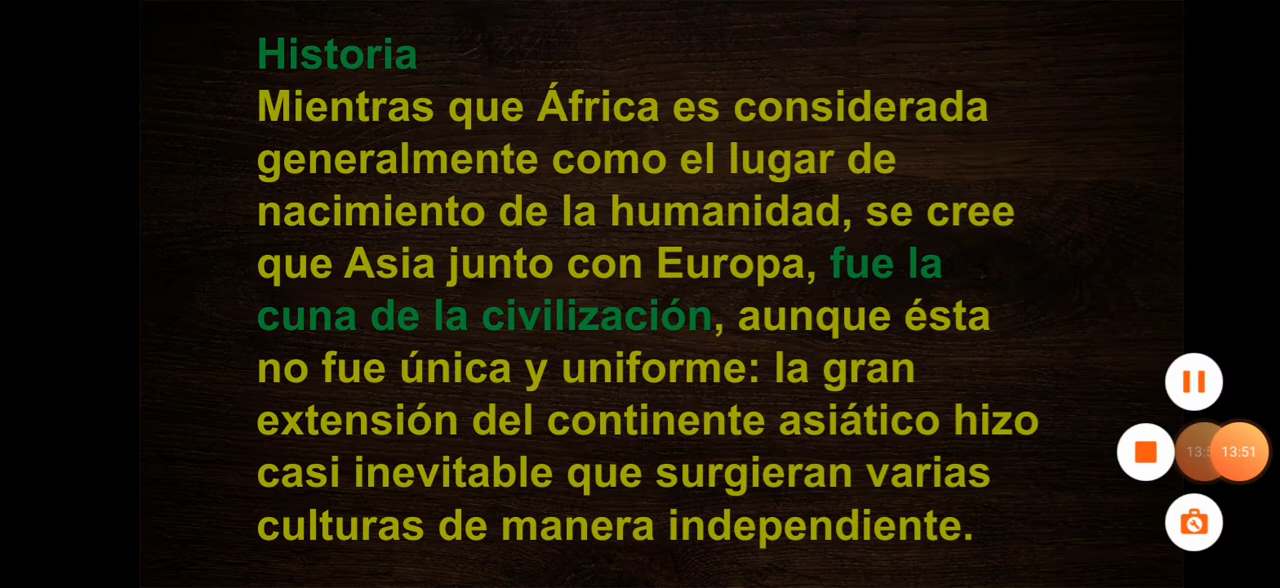 Historia
Mientras que África es considerada
generalmente como el lugar de
nacimiento de la humanidad, se cree
que Asia junto con Europa, fue la
cuna de la civilización, aunque ésta
no fue única y uniforme: la gran
extensión del continente asiático hizo
casi inevitable que surgieran varias
culturas de manera independiente.
13:51